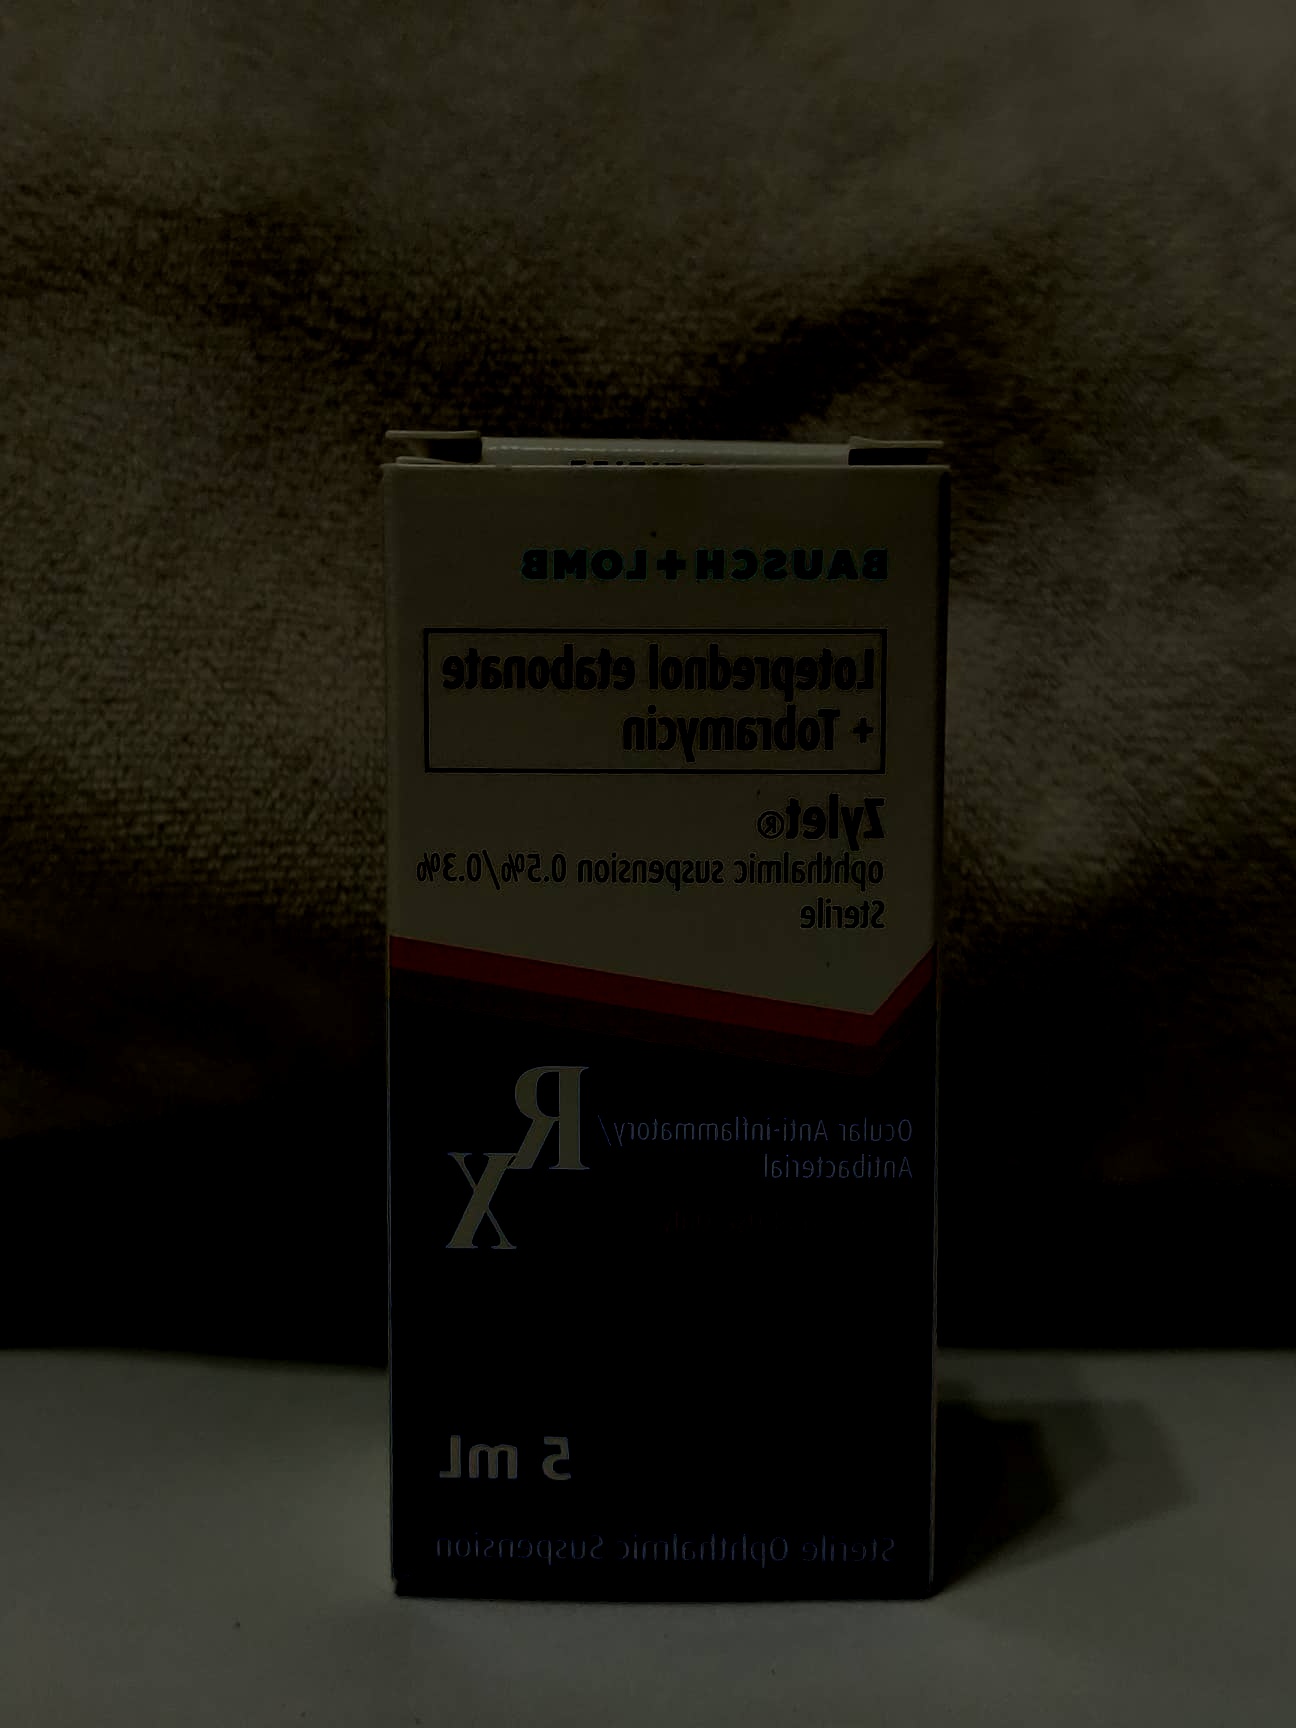 BAUSCH + LOMB
Loteprednol etabonate
+ Tobramycin
Zylet®
ophthalmic suspension 0.5%/0.3%
Sterile
Rx
Ocular Anti-inflammatory/
Antibacterial
5 mL
Sterile Ophthalmic Suspension